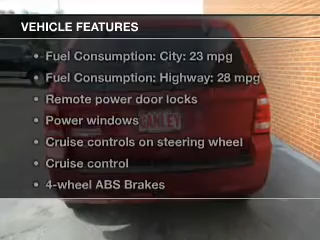 VEHICLE FEATURES
• Fuel Consumption: City: 23 mpg
• Fuel Consumption: Highway: 28 mpg
• Remote power door locks
• Power windows
• Cruise controls on steering wheel
• Cruise control
• 4-wheel ABS Brakes
GANLEY